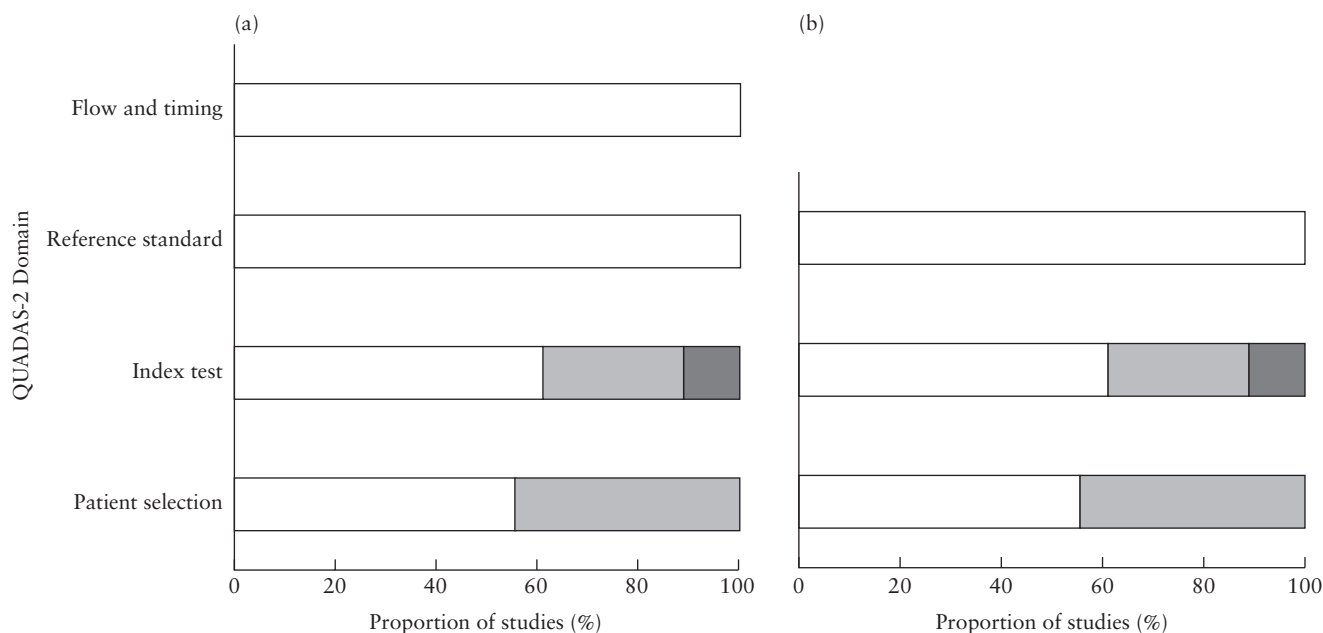 (a)
(b)
QUADAS-2 Domain
Flow and timing
Reference standard
Index test
Patient selection
0 20 40 60 80 100
Proportion of studies (%)
0 20 40 60 80 100
Proportion of studies (%)